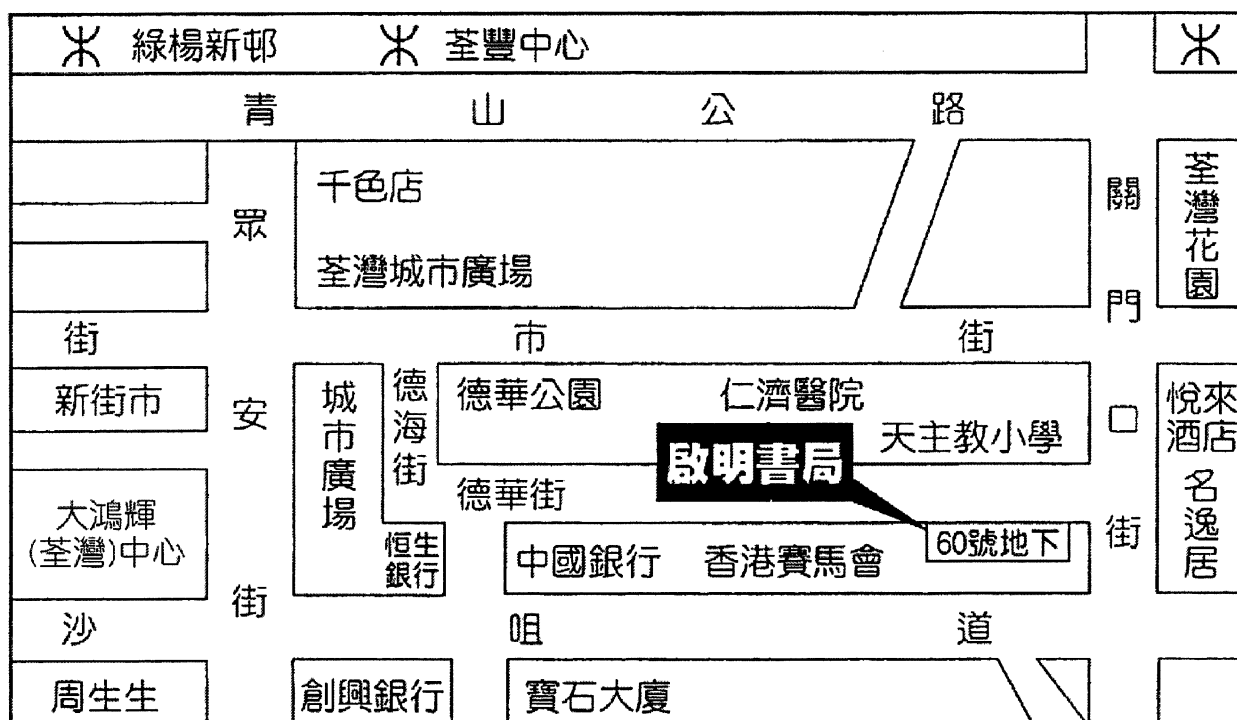 綠楊新邨
荃豐中心
青山公路
千色店
荃灣城市廣場
眾安街
關門口街
荃灣花園
街市街
新街市
城市廣場
德海街
德華公園
仁濟醫院
天主教小學
悅來酒店
名逸居
啟明書局
德華街
大鴻輝
(荃灣)中心
恒生
銀行
中國銀行
香港賽馬會
60號地下
沙咀道
周生生
創興銀行
寶石大廈